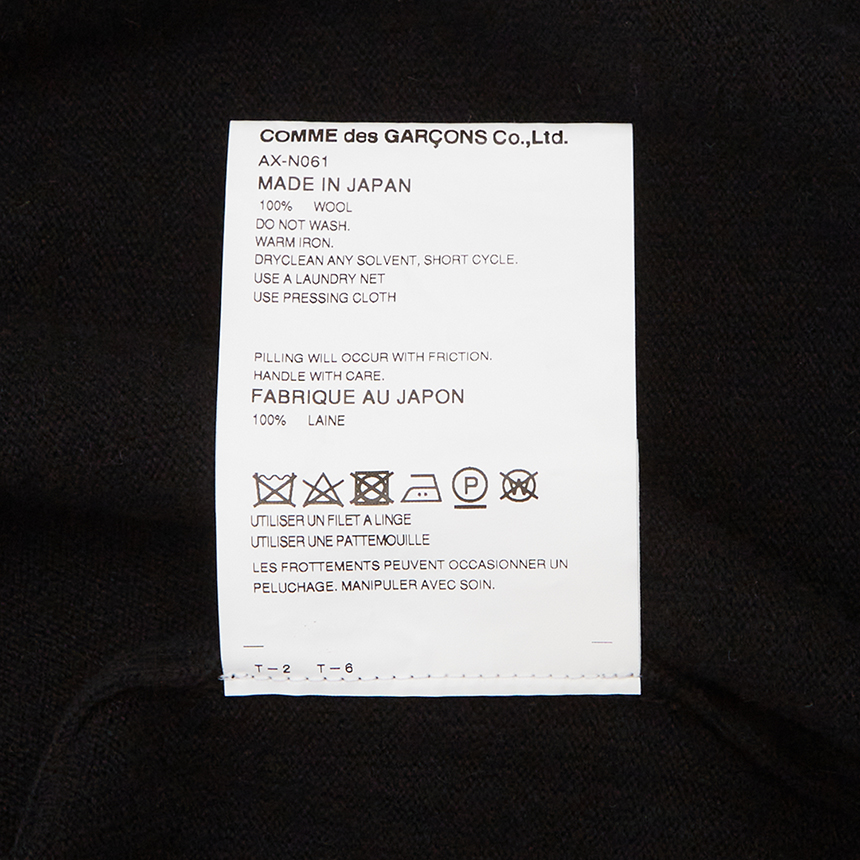 COMME des GARÇONS Co.,Ltd.
AX-N061
MADE IN JAPAN
100% WOOL
DO NOT WASH.
WARM IRON.
DRYCLEAN ANY SOLVENT, SHORT CYCLE.
USE A LAUNDRY NET
USE PRESSING CLOTH
PILLING WILL OCCUR WITH FRICTION.
HANDLE WITH CARE.
FABRIQUE AU JAPON
100% LAINE
P W
UTILISER UN FILET A LINGE
UTILISER UNE PATTEMOUILLE
LES FROTTEMENTS PEUVENT OCCASIONNER UN
PELUCHAGE. MANIPULER AVEC SOIN.
T-2 T-6